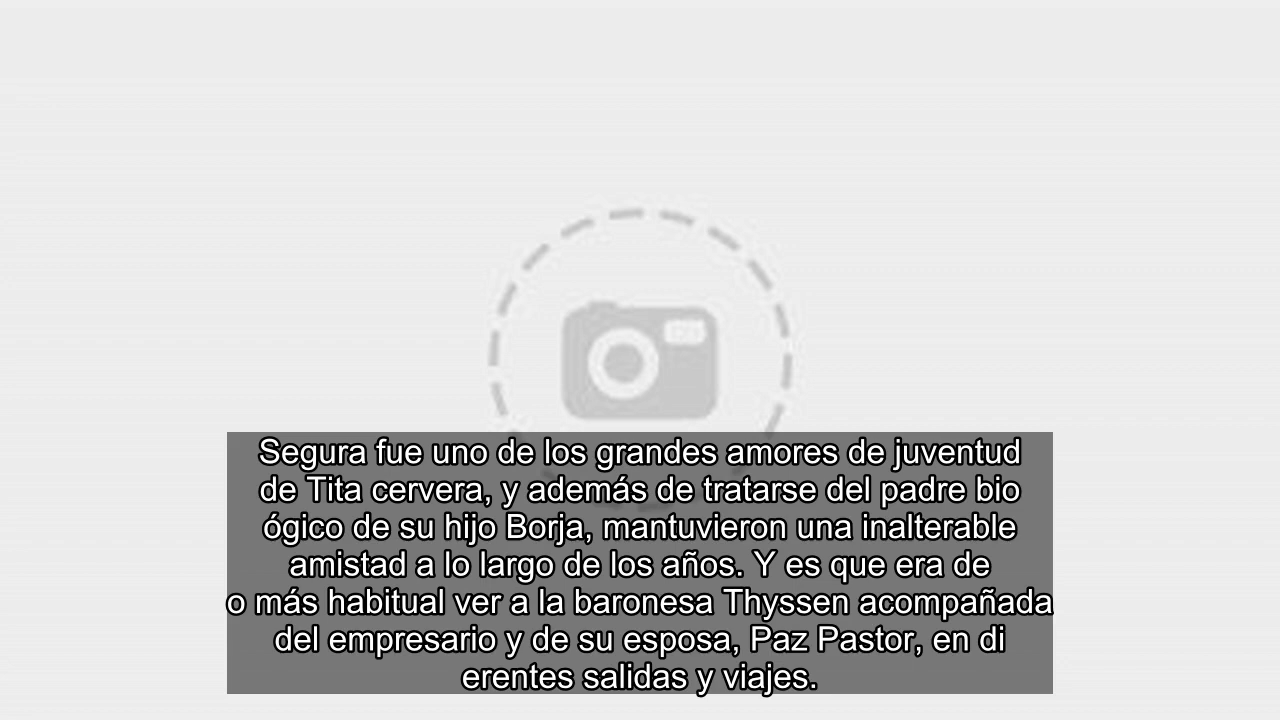 Segura fue uno de los grandes amores de juventud
de Tita cervera, y además de tratarse del padre bio
ógico de su hijo Borja, mantuvieron una inalterable
amistad a lo largo de los años. Y es que era de
o más habitual ver a la baronesa Thyssen acompañada
del empresario y de su esposa, Paz Pastor, en di
erentes salidas y viajes.